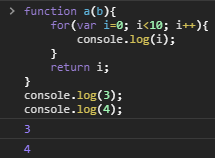 > function a(b){
for(var i=0; i<10; i++){
console.log(i);
}
return i;
}
console.log(3);
console.log(4);
3
4